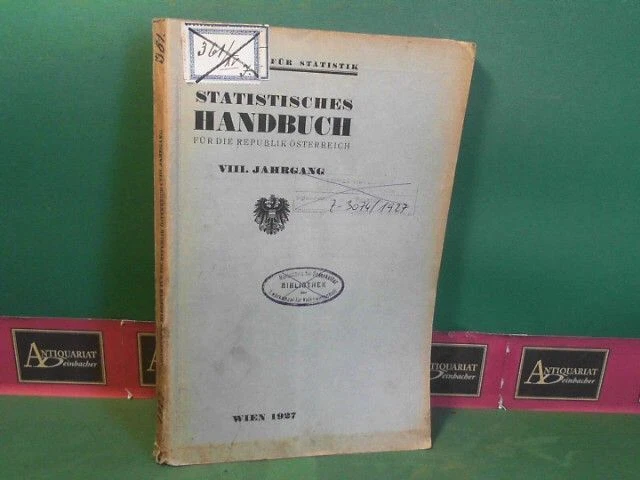 361/IV
FÜR STATISTIK
STATISTISCHES
HANDBUCH
FÜR DIE REPUBLIK ÖSTERREICH
VIII. JAHRGANG
Z-3074/1927
BIBLIOTHEK
WIEN 1927
ANTIQUARIAT
Deinbacher
ANTIQUARIAT
Deinbacher
ANTIQUARIAT
Deinbacher